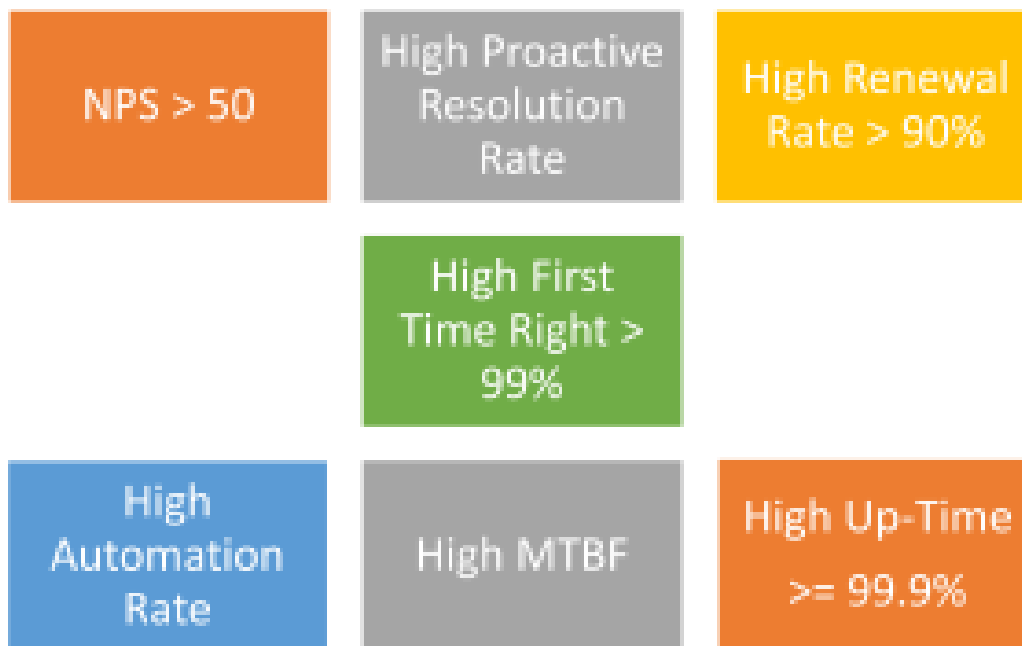 NPS > 50
High Proactive
Resolution
Rate
High Renewal
Rate > 90%
High First
Time Right >
99%
High
Automation
Rate
High MTBF
High Up-Time
>= 99.9%